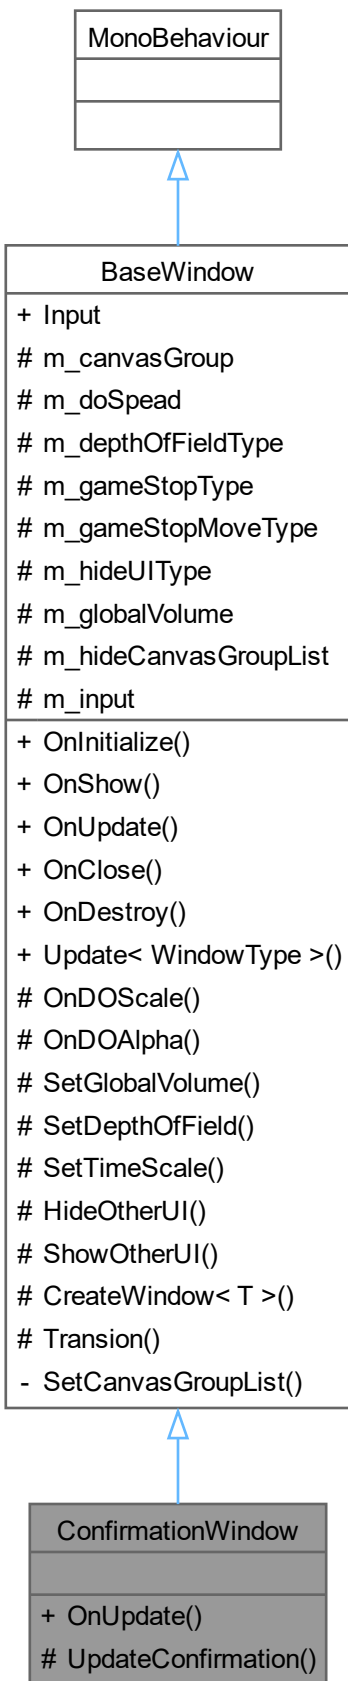 MonoBehaviour
BaseWindow
+ Input
# m_canvasGroup
# m_doSpead
# m_depthOfFieldType
# m_gameStopType
# m_gameStopMoveType
# m_hideUIType
# m_globalVolume
# m_hideCanvasGroupList
# m_input
+ OnInitialize()
+ OnShow()
+ OnUpdate()
+ OnClose()
+ OnDestroy()
+ Update< WindowType >()
# OnDOScale()
# OnDOAlpha()
# SetGlobalVolume()
# SetDepthOfField()
# SetTimeScale()
# HideOtherUI()
# ShowOtherUI()
# CreateWindow< T >()
# Transion()
- SetCanvasGroupList()
ConfirmationWindow
+ OnUpdate()
# UpdateConfirmation()